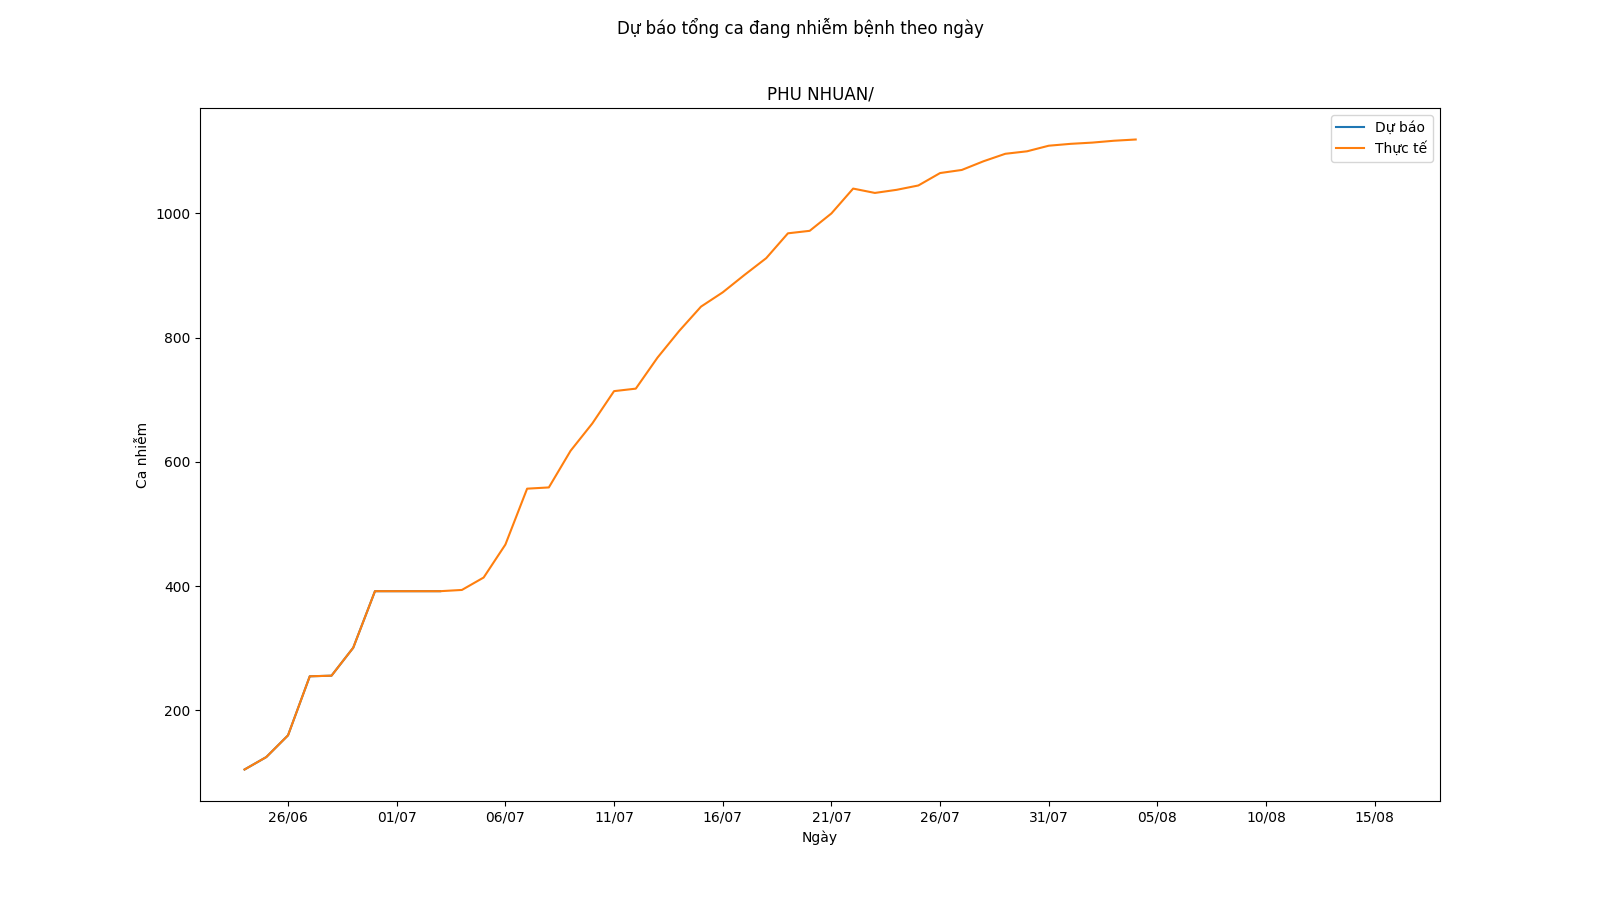 Dự báo tổng ca đang nhiễm bệnh theo ngày
PHU NHUAN/
Dự báo
Thực tế
Ca nhiễm
1000
800
600
400
200
26/06 01/07 06/07 11/07 16/07 21/07 26/07 31/07 05/08 10/08 15/08
Ngày